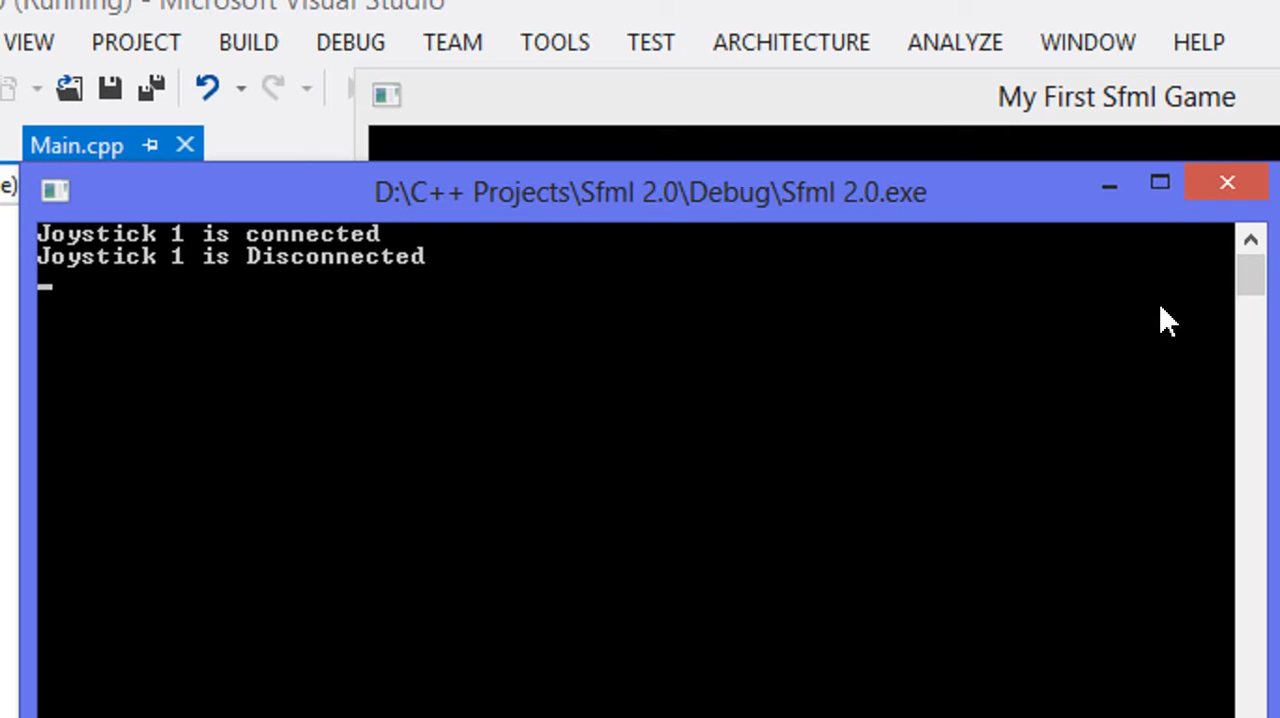 (Running) - Microsoft Visual Studio
VIEW PROJECT BUILD DEBUG TEAM TOOLS TEST ARCHITECTURE ANALYZE WINDOW HELP
My First Sfml Game
Main.cpp
e)
D:\C++ Projects\Sfml 2.0\Debug\Sfml 2.0.exe
Joystick 1 is connected
Joystick 1 is Disconnected